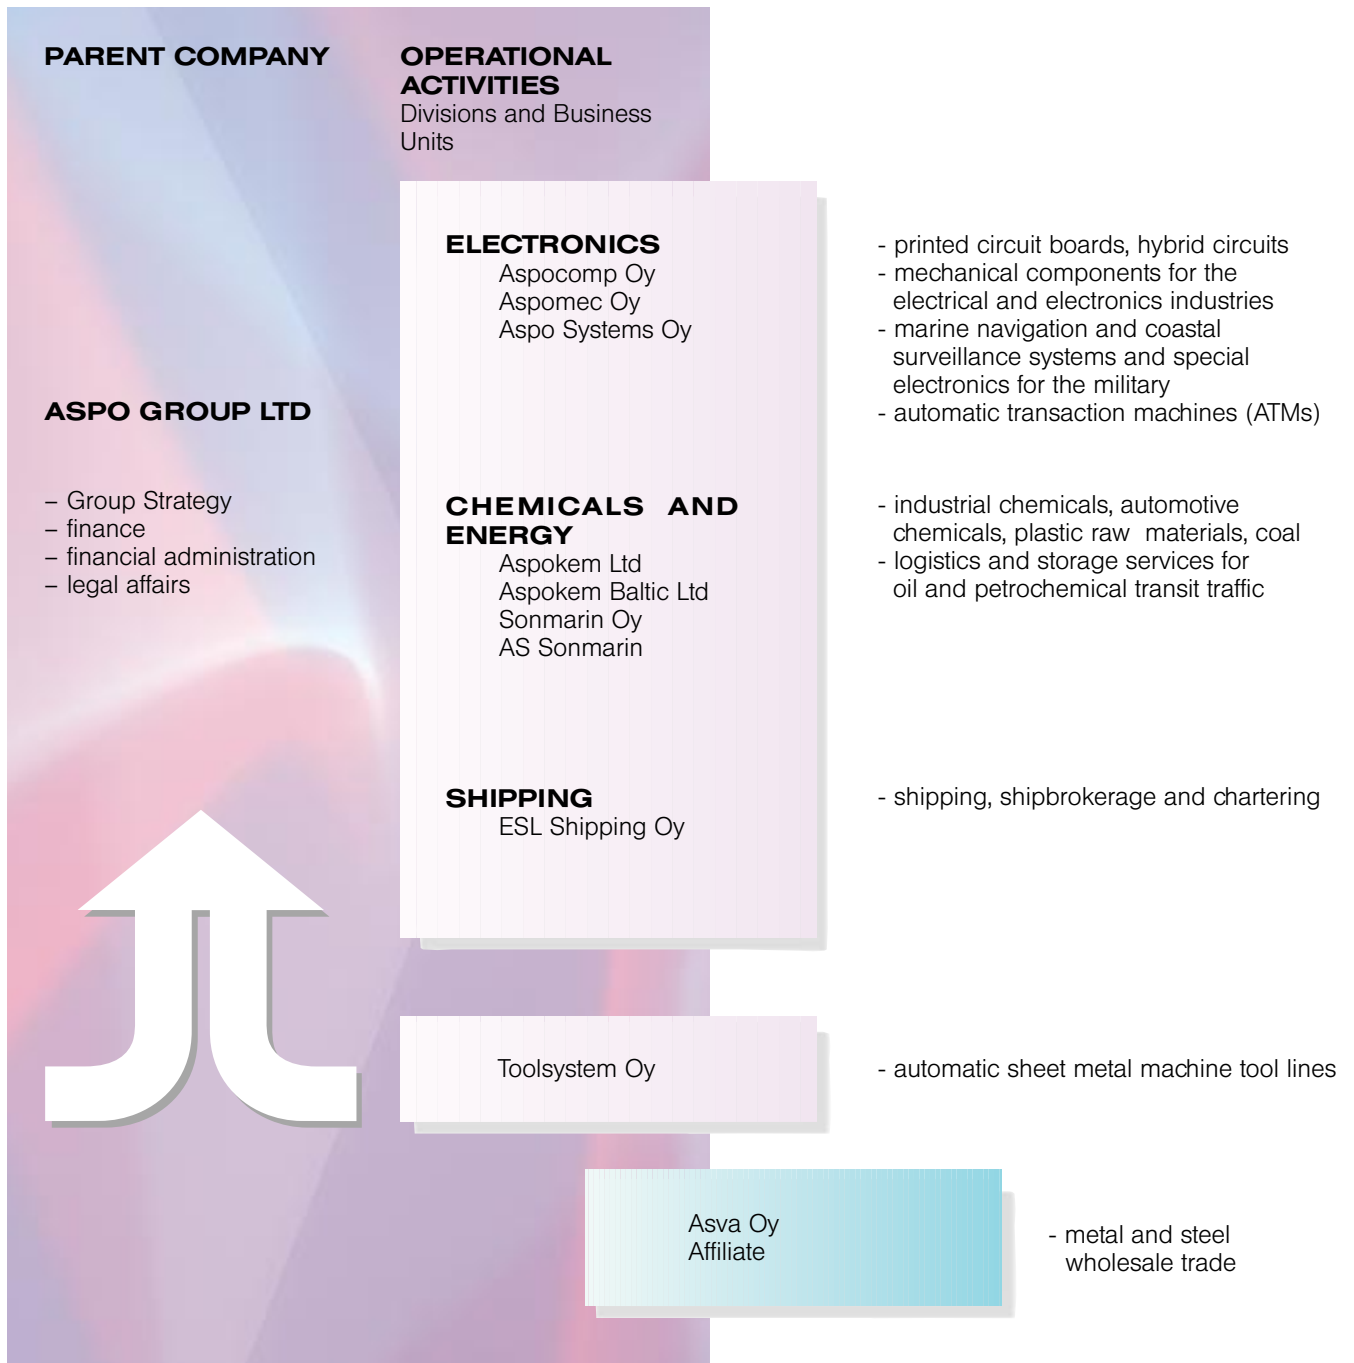 PARENT COMPANY
OPERATIONAL
ACTIVITIES
Divisions and Business
Units
ASPO GROUP LTD
– Group Strategy
– finance
– financial administration
– legal affairs
ELECTRONICS
Aspocomp Oy
Aspomec Oy
Aspo Systems Oy
- printed circuit boards, hybrid circuits
- mechanical components for the
electrical and electronics industries
- marine navigation and coastal
surveillance systems and special
electronics for the military
- automatic transaction machines (ATMs)
CHEMICALS AND
ENERGY
Aspokem Ltd
Aspokem Baltic Ltd
Sonmarin Oy
AS Sonmarin
- industrial chemicals, automotive
chemicals, plastic raw materials, coal
- logistics and storage services for
oil and petrochemical transit traffic
SHIPPING
ESL Shipping Oy
- shipping, shipbrokerage and chartering
Toolsystem Oy
- automatic sheet metal machine tool lines
Asva Oy
Affiliate
- metal and steel
wholesale trade